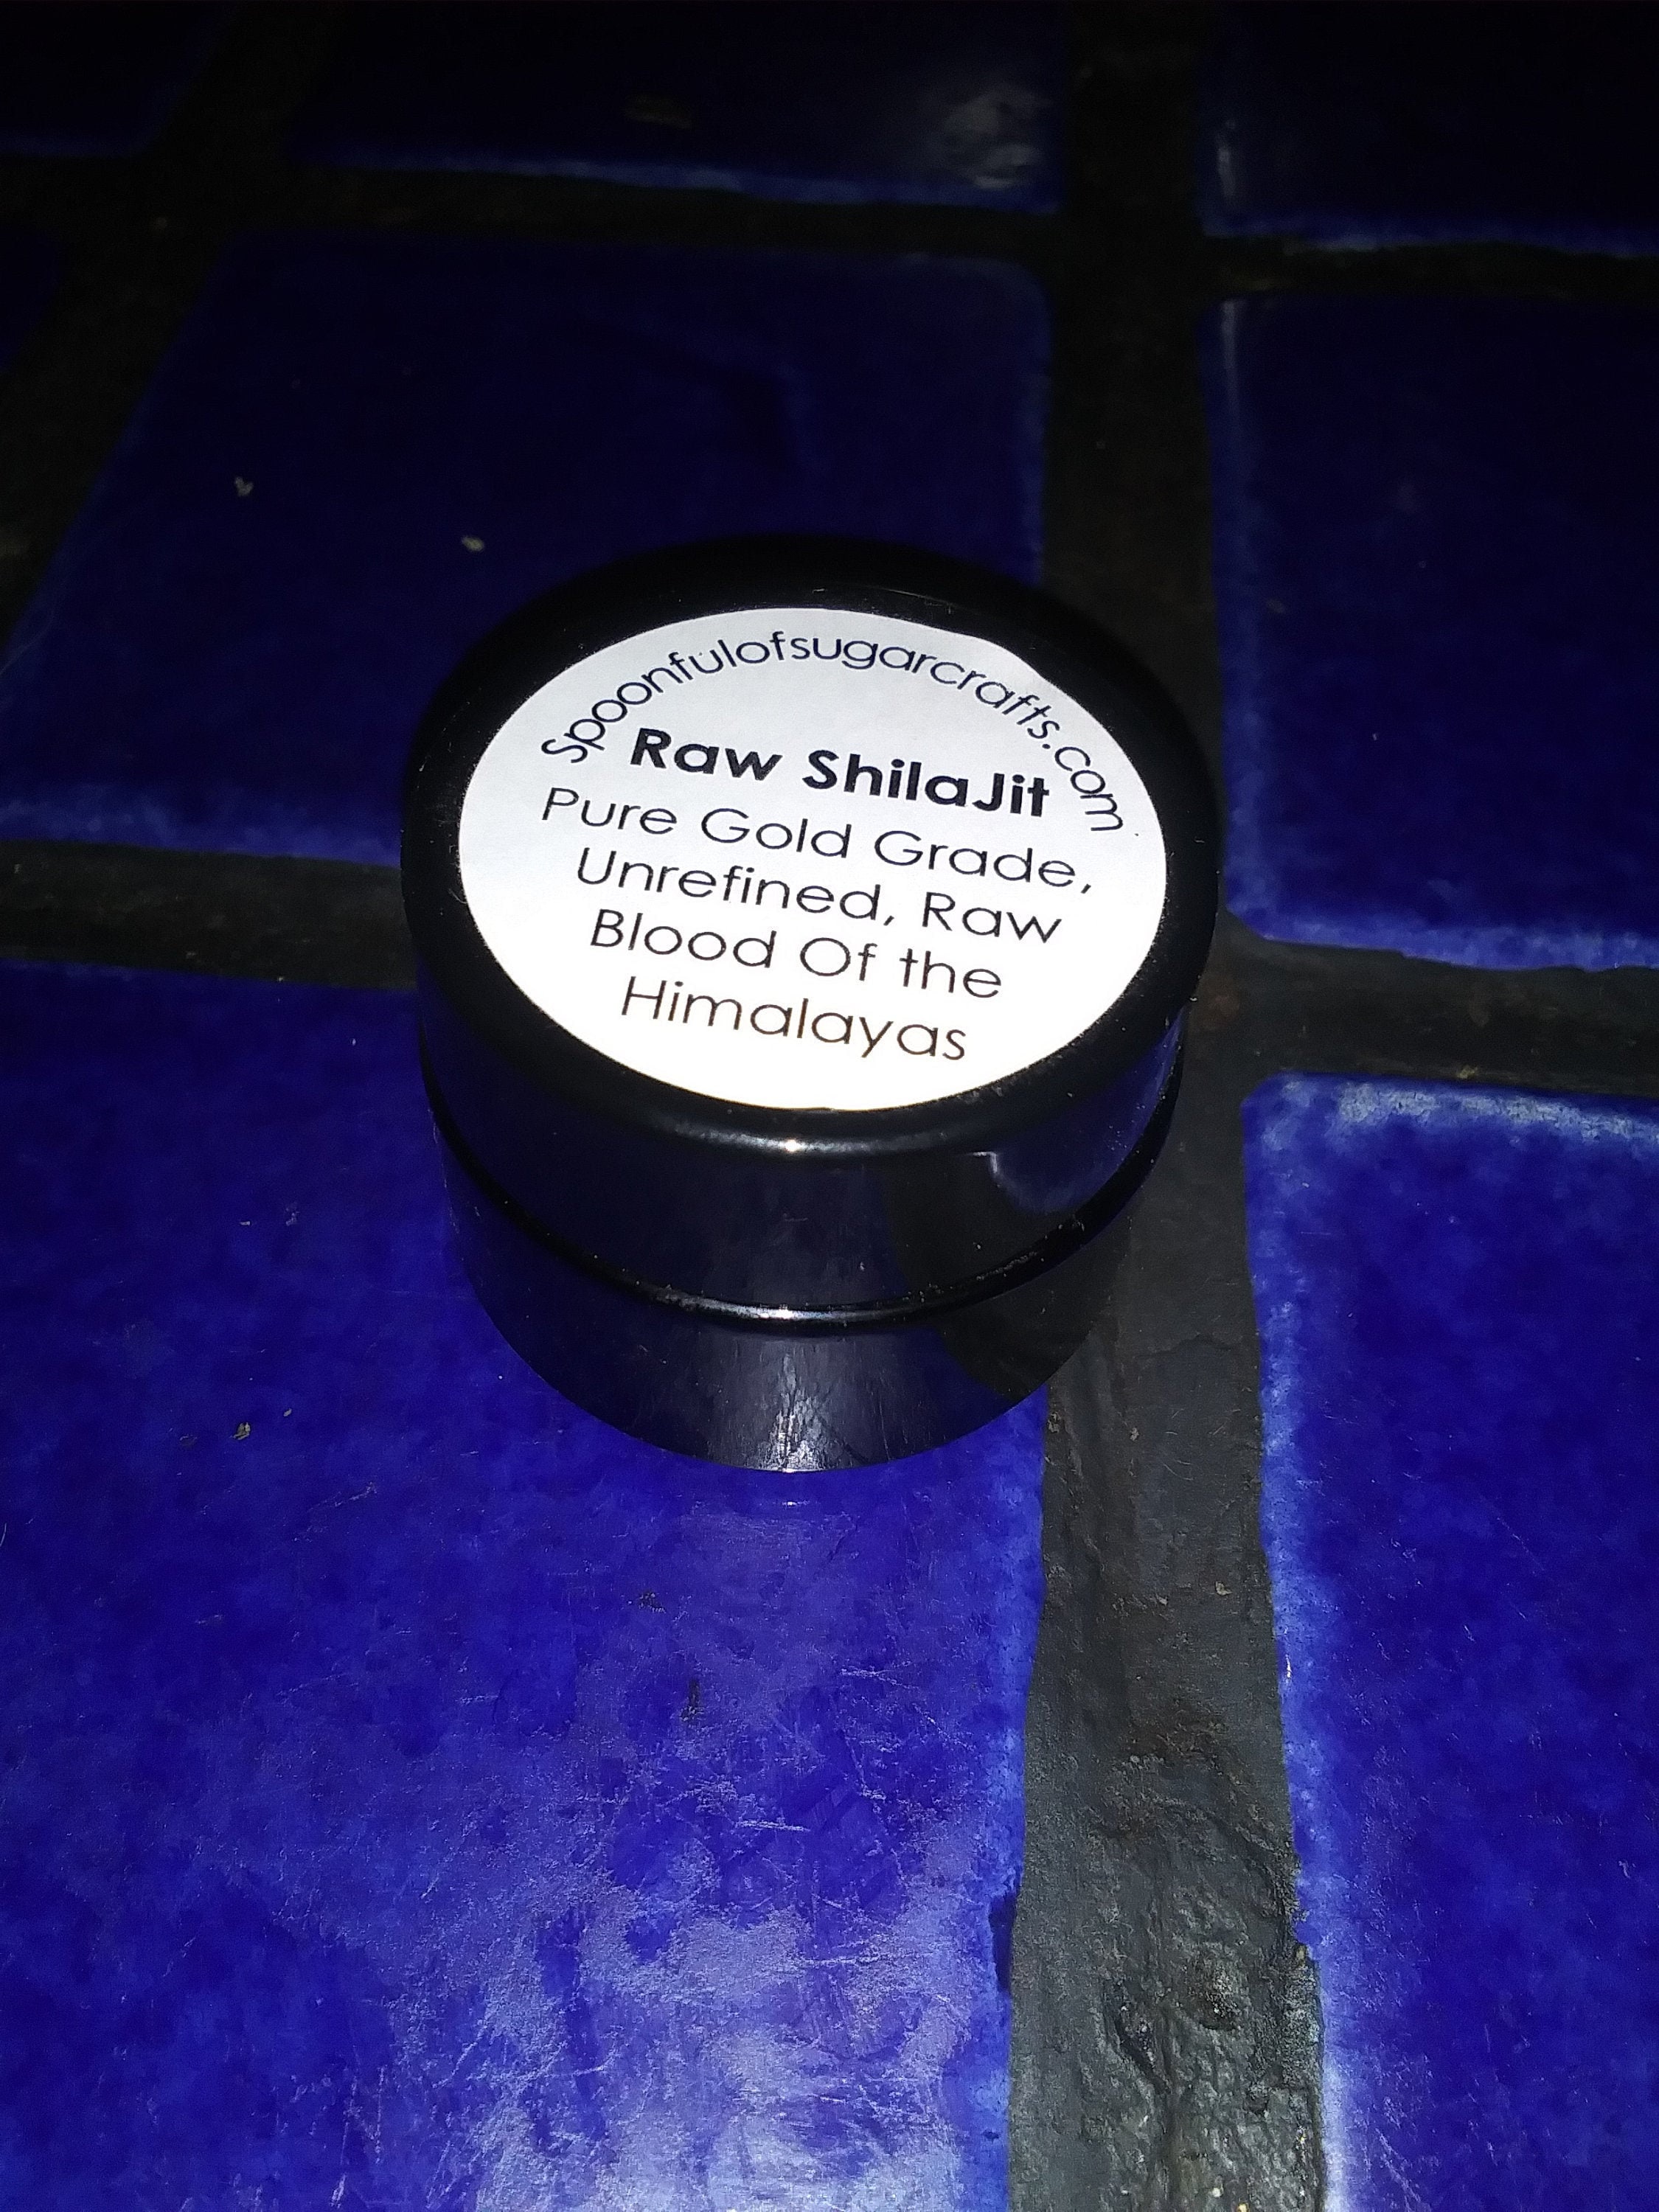 Spoonfulofsugarcrafts.com
Raw ShilaJit
Pure Gold Grade,
Unrefined, Raw
Blood Of the
Himalayas